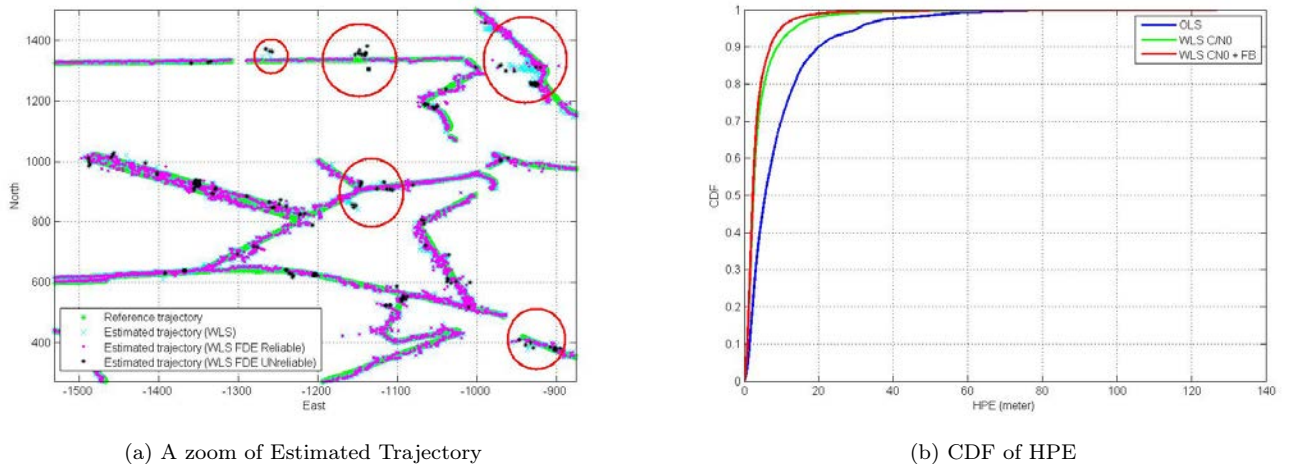 1400
1200
1000
800
600
400
North
Reference trajectory
Estimated trajectory (WLS)
Estimated trajectory (WLS FDE Reliable)
Estimated trajectory (WLS FDE UNreliable)
-1500 -1400 -1300 -1200 -1100 -1000 -900
East
(a) A zoom of Estimated Trajectory
1
0.9
0.8
0.7
0.6
0.5
0.4
0.3
0.2
0.1
0
CDF
OLS
WLS C/N0
WLS CN0 + FB
0 20 40 60 80 100 120 140
HPE (meter)
(b) CDF of HPE